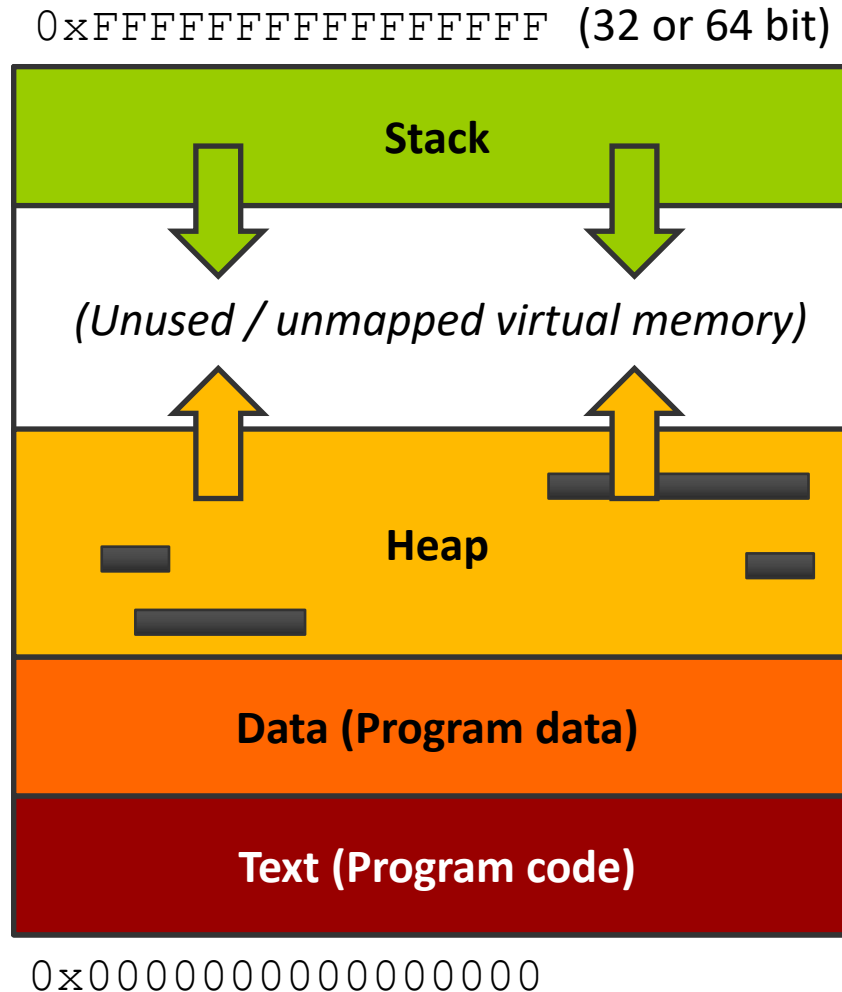 0xFFFFFFFFFFFFFFFF (32 or 64 bit)
Stack
(Unused / unmapped virtual memory)
Heap
Data (Program data)
Text (Program code)
0x0000000000000000